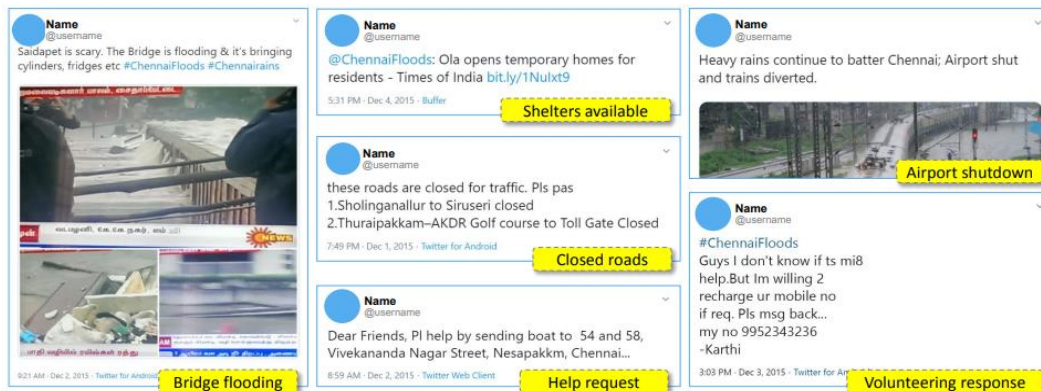 Name
@username
Saidapet is scary. The Bridge is flooding & it's bringing
cylinders, fridges etc #ChennaiFloods #Chennairains
வடபழனி, கே.கே நகர், எம்
NEWS
9:21 AM - Dec 2, 2015 - Twitter for Android
Bridge flooding
Name
@username
@ChennaiFloods: Ola opens temporary homes for
residents - Times of India bit.ly/1Nulxt9
5:31 PM - Dec 4, 2015 - Buffer
Shelters available
Name
@username
these roads are closed for traffic. Pls pas
1.Sholinganallur to Siruseri closed
2.Thuraipakkam–AKDR Golf course to Toll Gate Closed
7:49 PM - Dec 1, 2015 - Twitter for Android
Closed roads
Name
@username
Dear Friends, Pl help by sending boat to 54 and 58,
Vivekananda Nagar Street, Nesapakkm, Chennai...
8:59 AM - Dec 2, 2015 - Twitter Web Client
Help request
Name
@username
Heavy rains continue to batter Chennai; Airport shut
and trains diverted.
Airport shutdown
Name
@username
#ChennaiFloods
Guys I don't know if ts mi8
help.But Im willing 2
recharge ur mobile no
if req. Pls msg back...
my no 9952343236
-Karthi
3:03 PM - Dec 3, 2015 - Twitter for An
Volunteering response